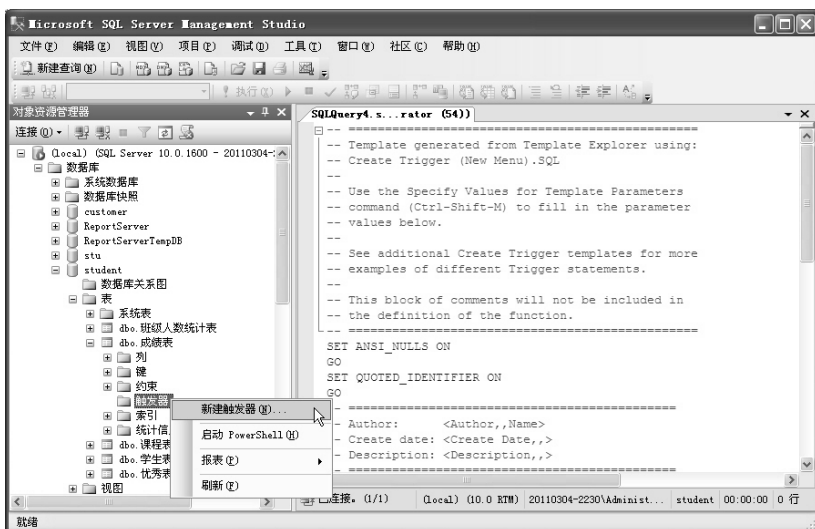 Microsoft SQL Server Management Studio
文件(F) 编辑(E) 视图(V) 项目(P) 调试(D) 工具(T) 窗口(W) 社区(C) 帮助(H)
新建查询(N)
执行(X)
对象资源管理器
连接(O)
(local) (SQL Server 10.0.1600 - 20110304-
数据库
系统数据库
数据库快照
customer
ReportServer
ReportServerTempDB
stu
student
数据库关系图
表
系统表
dbo.班级人数统计表
dbo.成绩表
列
键
约束
触发器
索引
统计信
dbo.课程表
dbo.学生表
dbo.优秀表
视图
新建触发器(N)...
启动 PowerShell(H)
报表(P)
刷新(F)
SQLQuery4.s...rator (54))
-- ================================================
-- Template generated from Template Explorer using:
-- Create Trigger (New Menu).SQL
--
-- Use the Specify Values for Template Parameters
-- command (Ctrl-Shift-M) to fill in the parameter
-- values below.
--
-- See additional Create Trigger templates for more
-- examples of different Trigger statements.
--
-- This block of comments will not be included in
-- the definition of the function.
-- ================================================
SET ANSI_NULLS ON
GO
SET QUOTED_IDENTIFIER ON
GO
- =============================================
- Author: <Author,,Name>
- Create date: <Create Date,,>
- Description: <Description,,>
- =============================================
已连接。(1/1) (local) (10.0 RTM) 20110304-2230\Administ... student 00:00:00 0 行
就绪